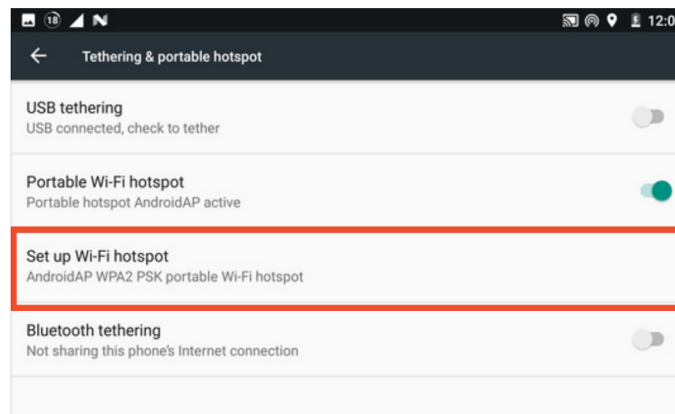 18 12:0
Tethering & portable hotspot
USB tethering
USB connected, check to tether
Portable Wi-Fi hotspot
Portable hotspot AndroidAP active
Set up Wi-Fi hotspot
AndroidAP WPA2 PSK portable Wi-Fi hotspot
Bluetooth tethering
Not sharing this phone's Internet connection